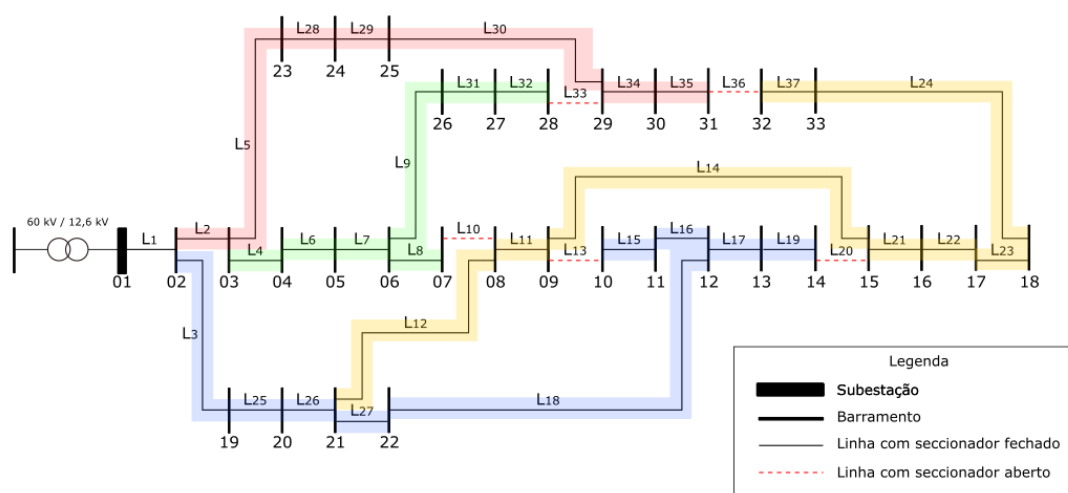 L28 L29 L30
23 24 25
L31 L32 L33 L34 L35 L36 L37 L24
26 27 28 29 30 31 32 33
L5
L9
L14
60 kV / 12,6 kV
L1 L2 L4 L6 L7 L8 L10 L11 L13 L15 L16 L17 L19 L20 L21 L22 L23
01 02 03 04 05 06 07 08 09 10 11 12 13 14 15 16 17 18
L3
L12
L25 L26 L27 L18
19 20 21 22
Legenda
Subestação
Barramento
Linha com seccionador fechado
Linha com seccionador aberto